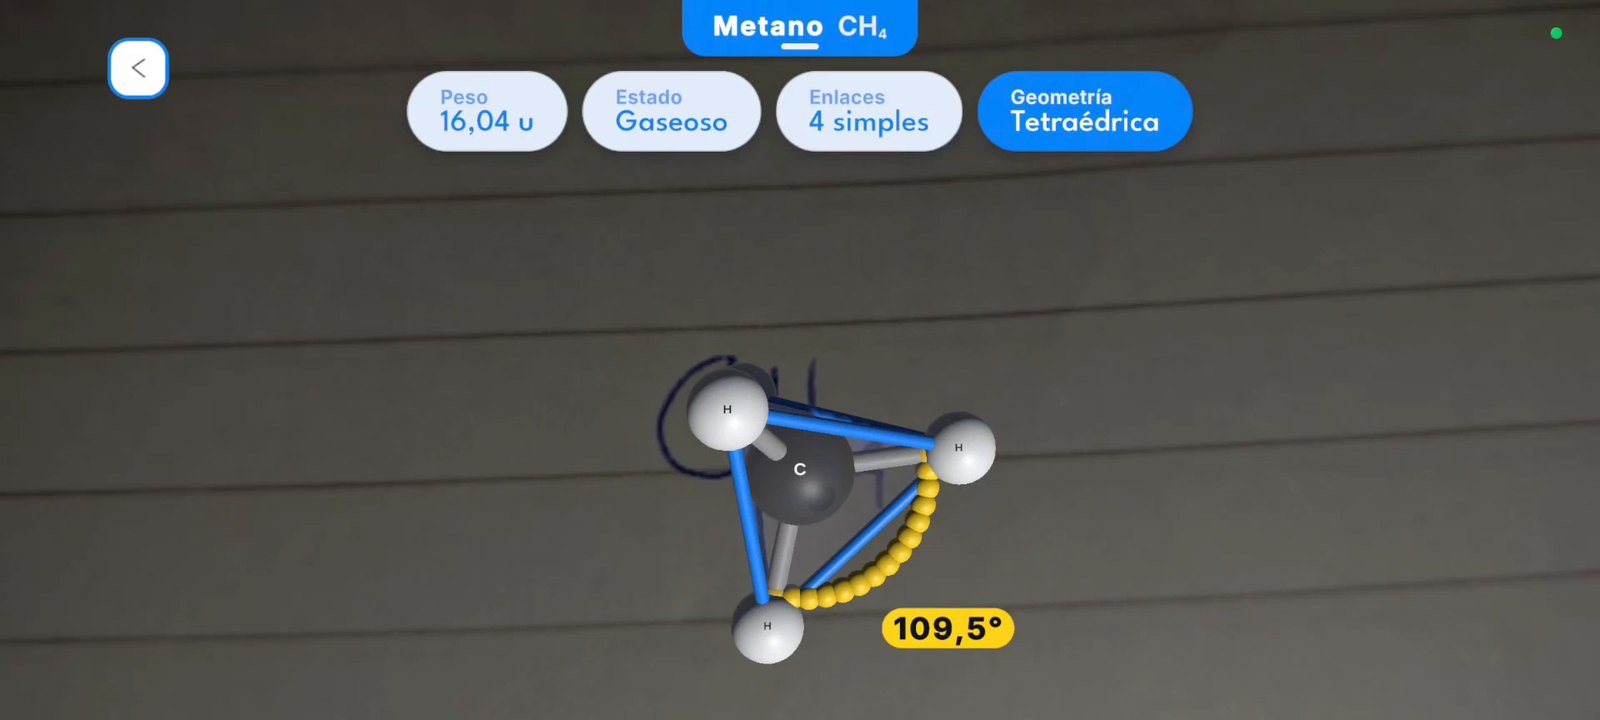 Metano CH₄
<
Peso
16,04 u
Estado
Gaseoso
Enlaces
4 simples
Geometría
Tetraédrica
H
H
C
H
109,5°